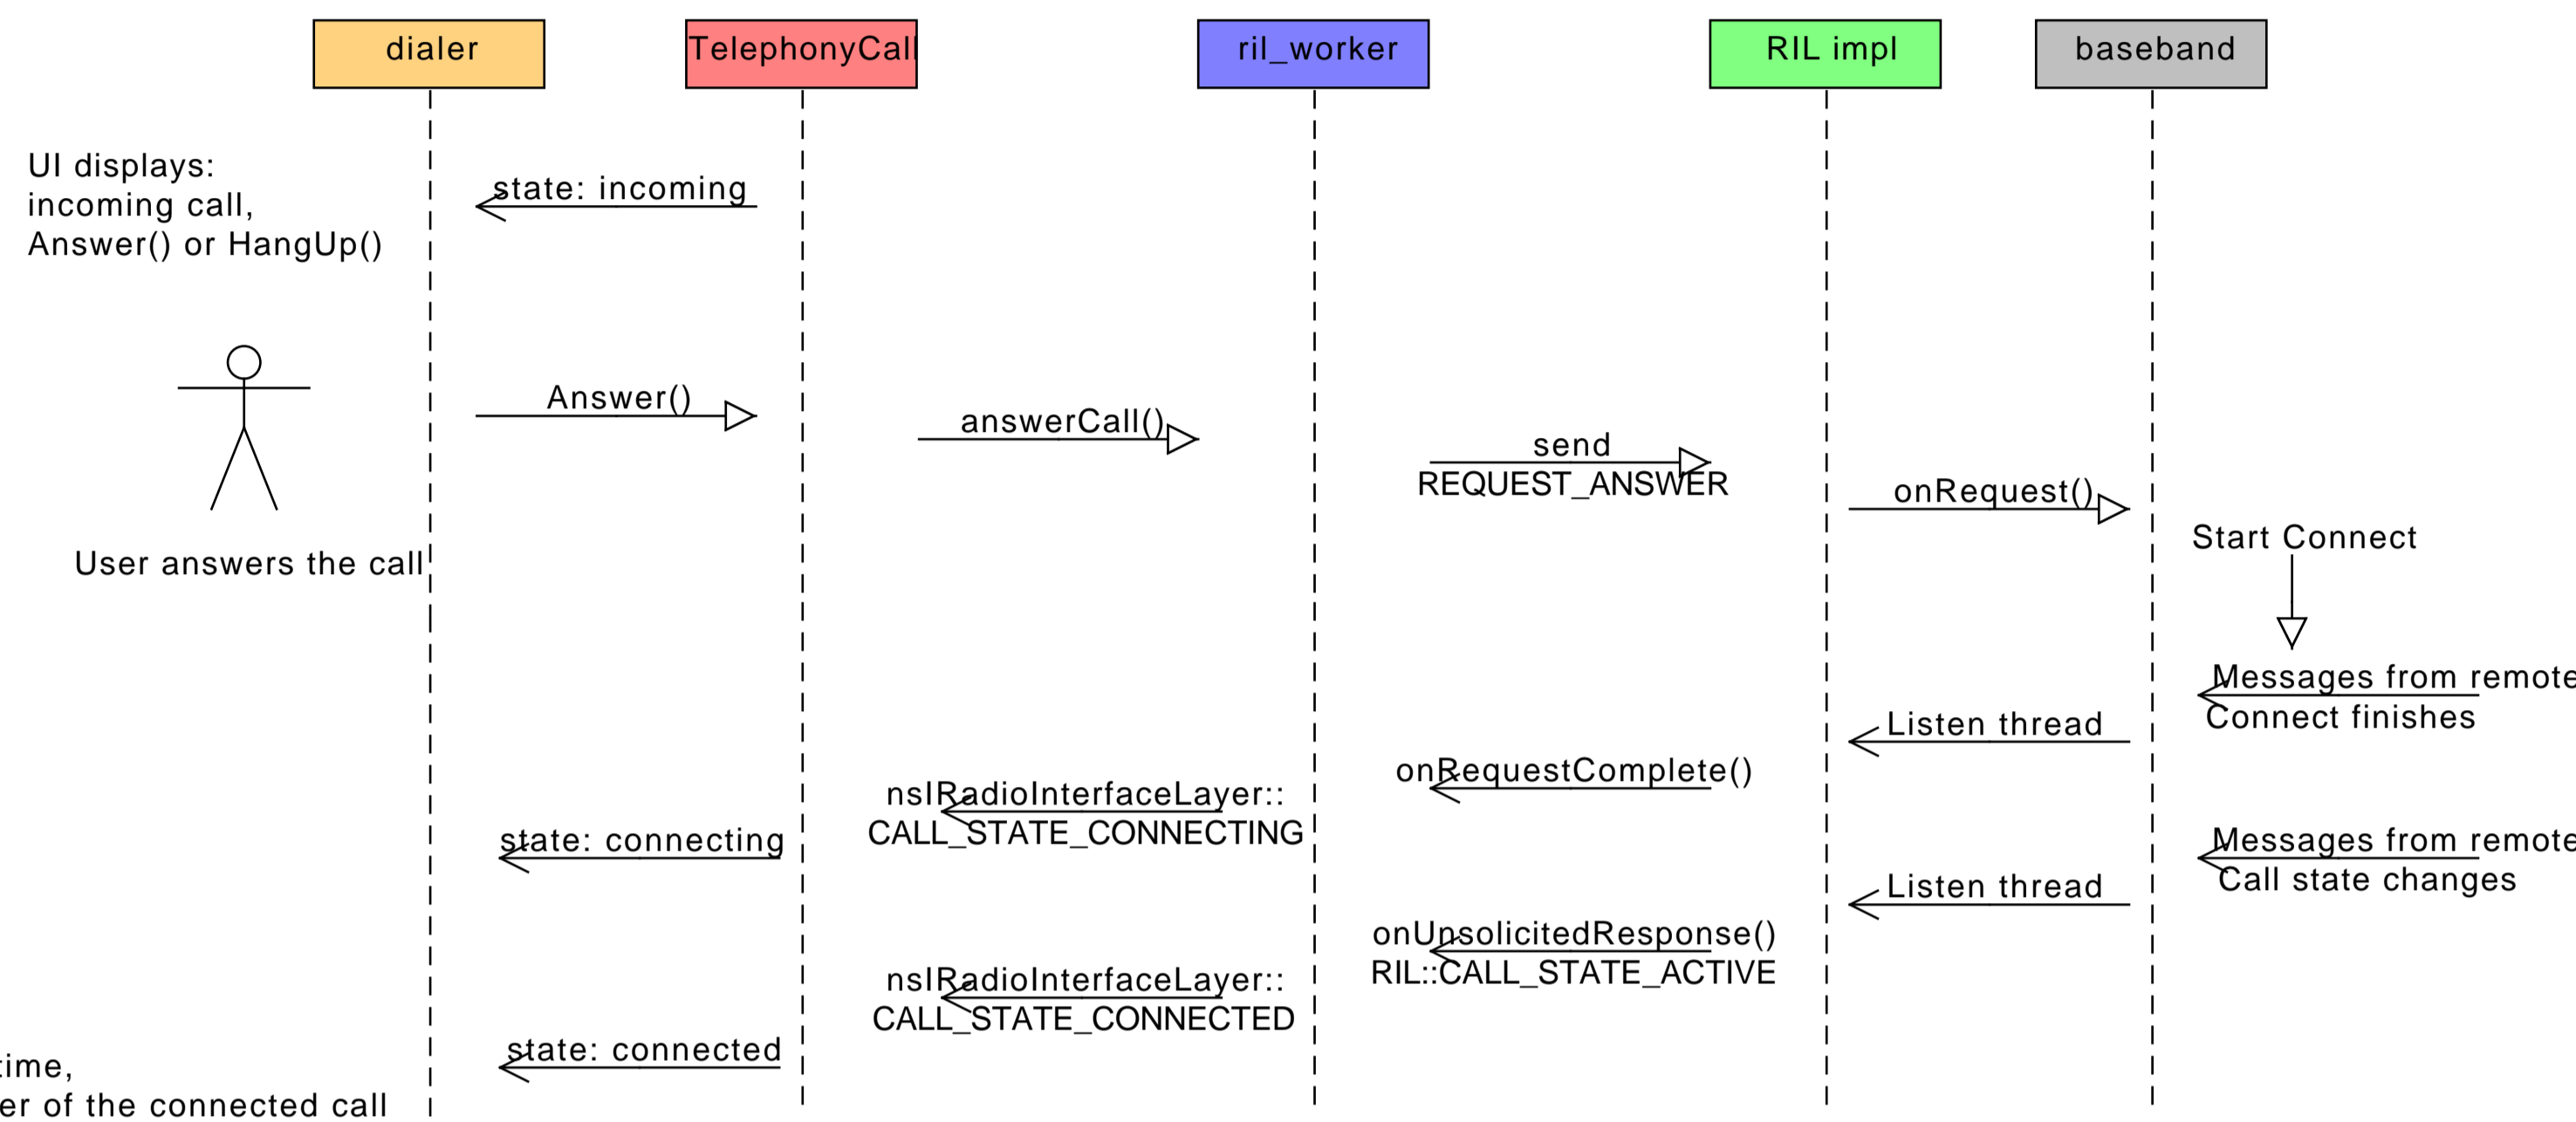 dialer
TelephonyCall
ril_worker
RIL impl
baseband
UI displays:
incoming call,
Answer() or HangUp()
state: incoming
Answer()
answerCall()
send
REQUEST_ANSWER
onRequest()
Start Connect
User answers the call
Messages from remote
Connect finishes
Listen thread
onRequestComplete()
nsIRadioInterfaceLayer::
CALL_STATE_CONNECTING
state: connecting
Messages from remote
Call state changes
Listen thread
onUnsolicitedResponse()
RIL::CALL_STATE_ACTIVE
nsIRadioInterfaceLayer::
CALL_STATE_CONNECTED
state: connected
time,
of the connected call